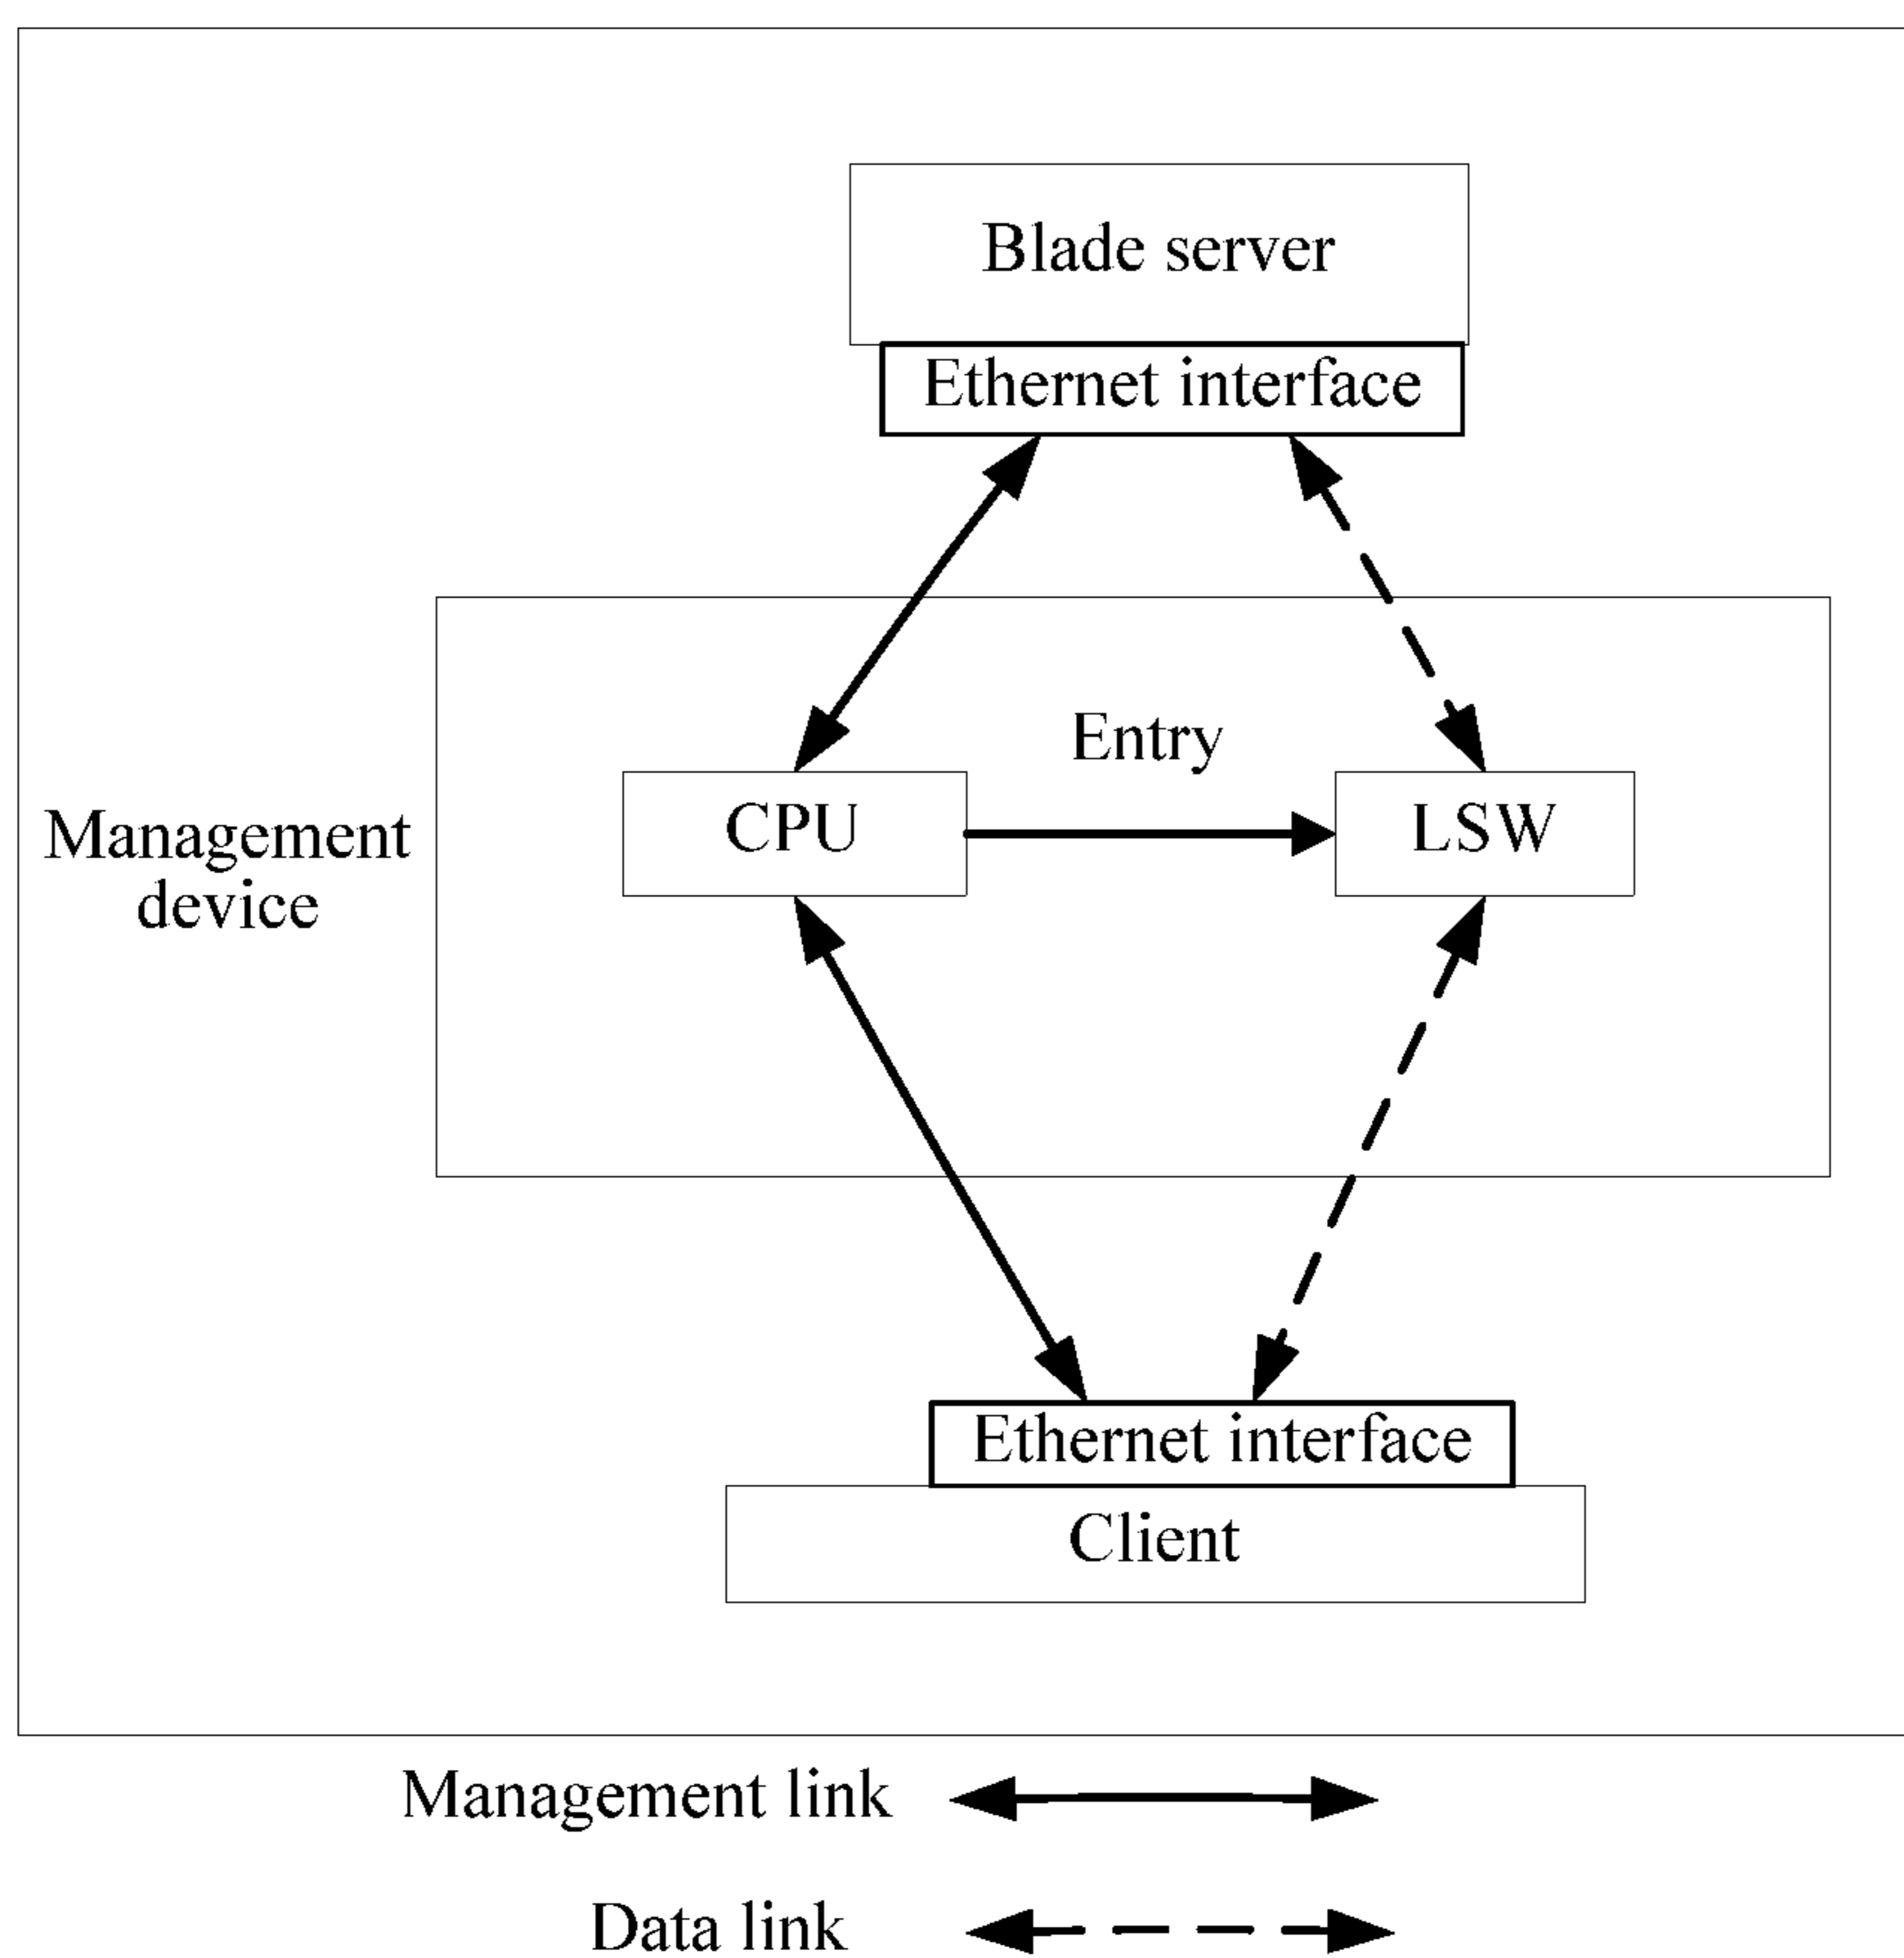 Blade server
Ethernet interface
Entry
CPU
LSW
Management
device
Ethernet interface
Client
Management link
Data link